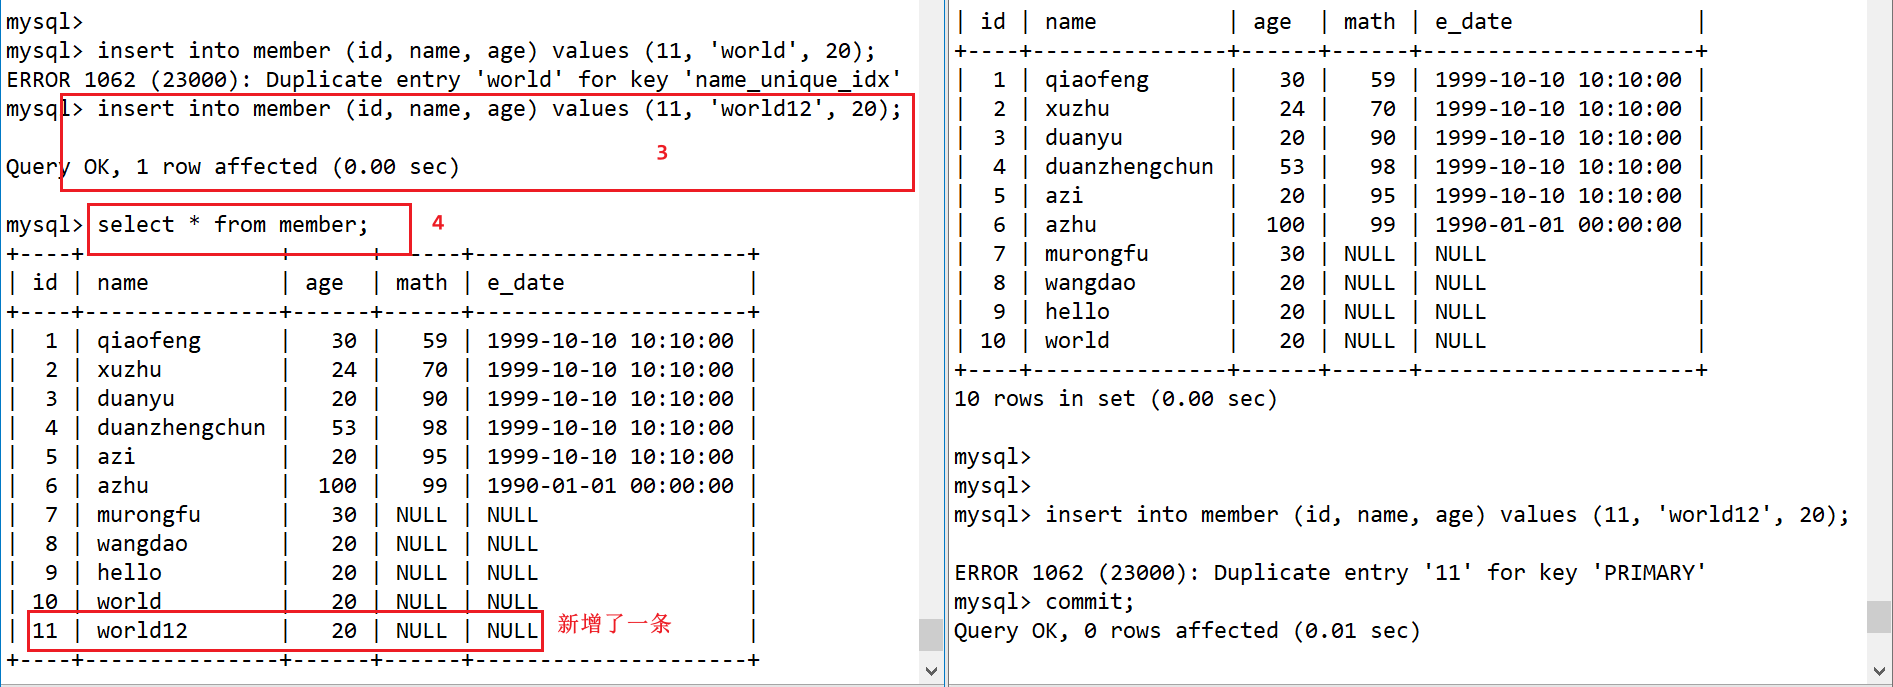 mysql>
mysql> insert into member (id, name, age) values (11, 'world', 20);
ERROR 1062 (23000): Duplicate entry 'world' for key 'name_unique_idx'
mysql> insert into member (id, name, age) values (11, 'world12', 20);
3
Query OK, 1 row affected (0.00 sec)
mysql> select * from member;
4
+----+---------------+------+------+---------------------+
| id | name          | age  | math | e_date              |
+----+---------------+------+------+---------------------+
|  1 | qiaofeng      |   30 |   59 | 1999-10-10 10:10:00 |
|  2 | xuzhu         |   24 |   70 | 1999-10-10 10:10:00 |
|  3 | duanyu        |   20 |   90 | 1999-10-10 10:10:00 |
|  4 | duanzhengchun |   53 |   98 | 1999-10-10 10:10:00 |
|  5 | azi           |   20 |   95 | 1999-10-10 10:10:00 |
|  6 | azhu          |  100 |   99 | 1990-01-01 00:00:00 |
|  7 | murongfu      |   30 | NULL | NULL                |
|  8 | wangdao       |   20 | NULL | NULL                |
|  9 | hello         |   20 | NULL | NULL                |
| 10 | world         |   20 | NULL | NULL                |
| 11 | world12       |   20 | NULL | NULL                |
新增了一条
+----+---------------+------+------+---------------------+
| id | name          | age  | math | e_date              |
+----+---------------+------+------+---------------------+
|  1 | qiaofeng      |   30 |   59 | 1999-10-10 10:10:00 |
|  2 | xuzhu         |   24 |   70 | 1999-10-10 10:10:00 |
|  3 | duanyu        |   20 |   90 | 1999-10-10 10:10:00 |
|  4 | duanzhengchun |   53 |   98 | 1999-10-10 10:10:00 |
|  5 | azi           |   20 |   95 | 1999-10-10 10:10:00 |
|  6 | azhu          |  100 |   99 | 1990-01-01 00:00:00 |
|  7 | murongfu      |   30 | NULL | NULL                |
|  8 | wangdao       |   20 | NULL | NULL                |
|  9 | hello         |   20 | NULL | NULL                |
| 10 | world         |   20 | NULL | NULL                |
+----+---------------+------+------+---------------------+
10 rows in set (0.00 sec)
mysql>
mysql>
mysql> insert into member (id, name, age) values (11, 'world12', 20);
ERROR 1062 (23000): Duplicate entry '11' for key 'PRIMARY'
mysql> commit;
Query OK, 0 rows affected (0.01 sec)